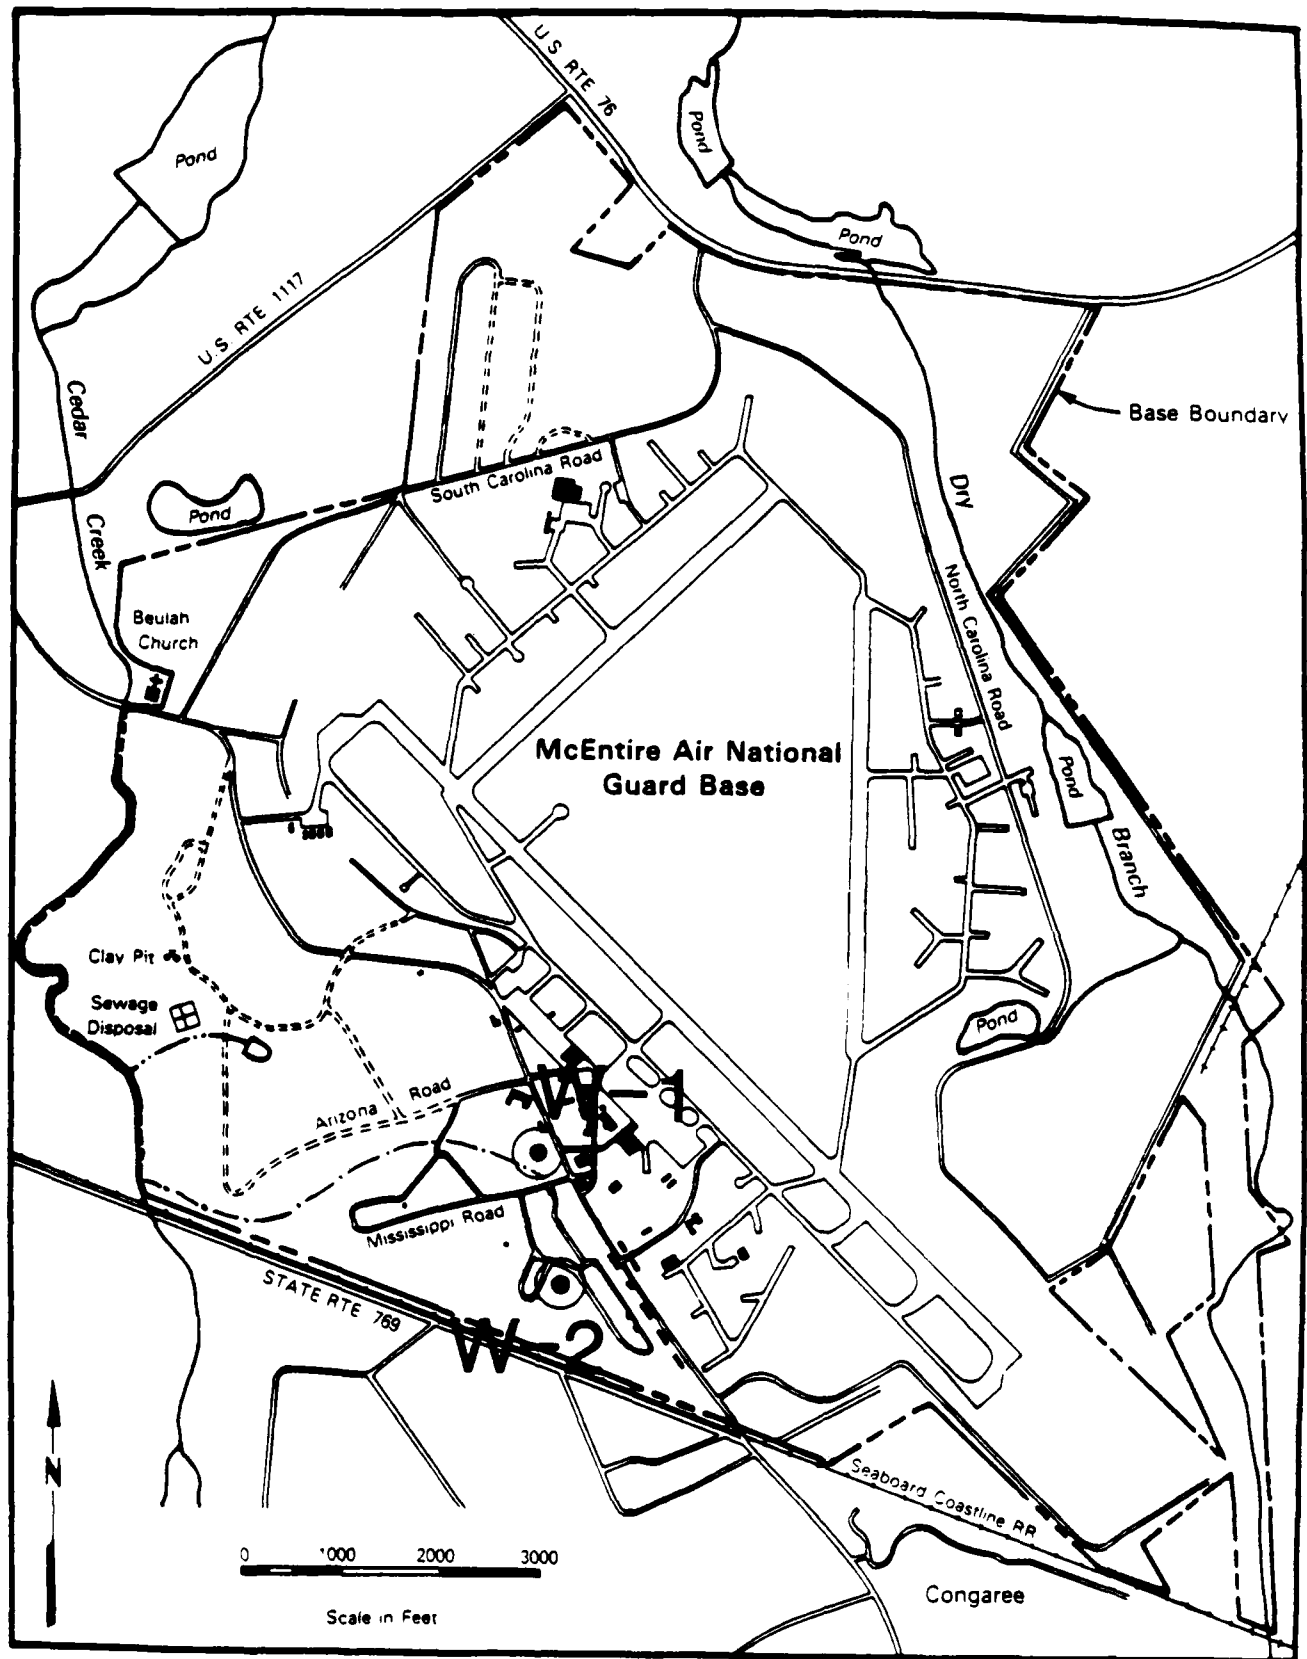 U.S. RTE 76
Pond
Pond
Pond
U.S. RTE 1117
Cedar
Creek
Base Boundary
South Carolina Road
Pond
Dry
Beulah
Church
North Carolina Road
McEntire Air National
Guard Base
Pond
Branch
Clay Pit
Sewage
Disposal
Pond
Arizona Road
W-1
Mississippi Road
STATE RTE 769
W-2
N
Seaboard Coastline RR
0 1000 2000 3000
Scale in Feet
Congaree